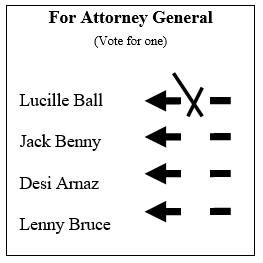 For Attorney General
(Vote for one)
Lucille Ball
Jack Benny
Desi Arnaz
Lenny Bruce